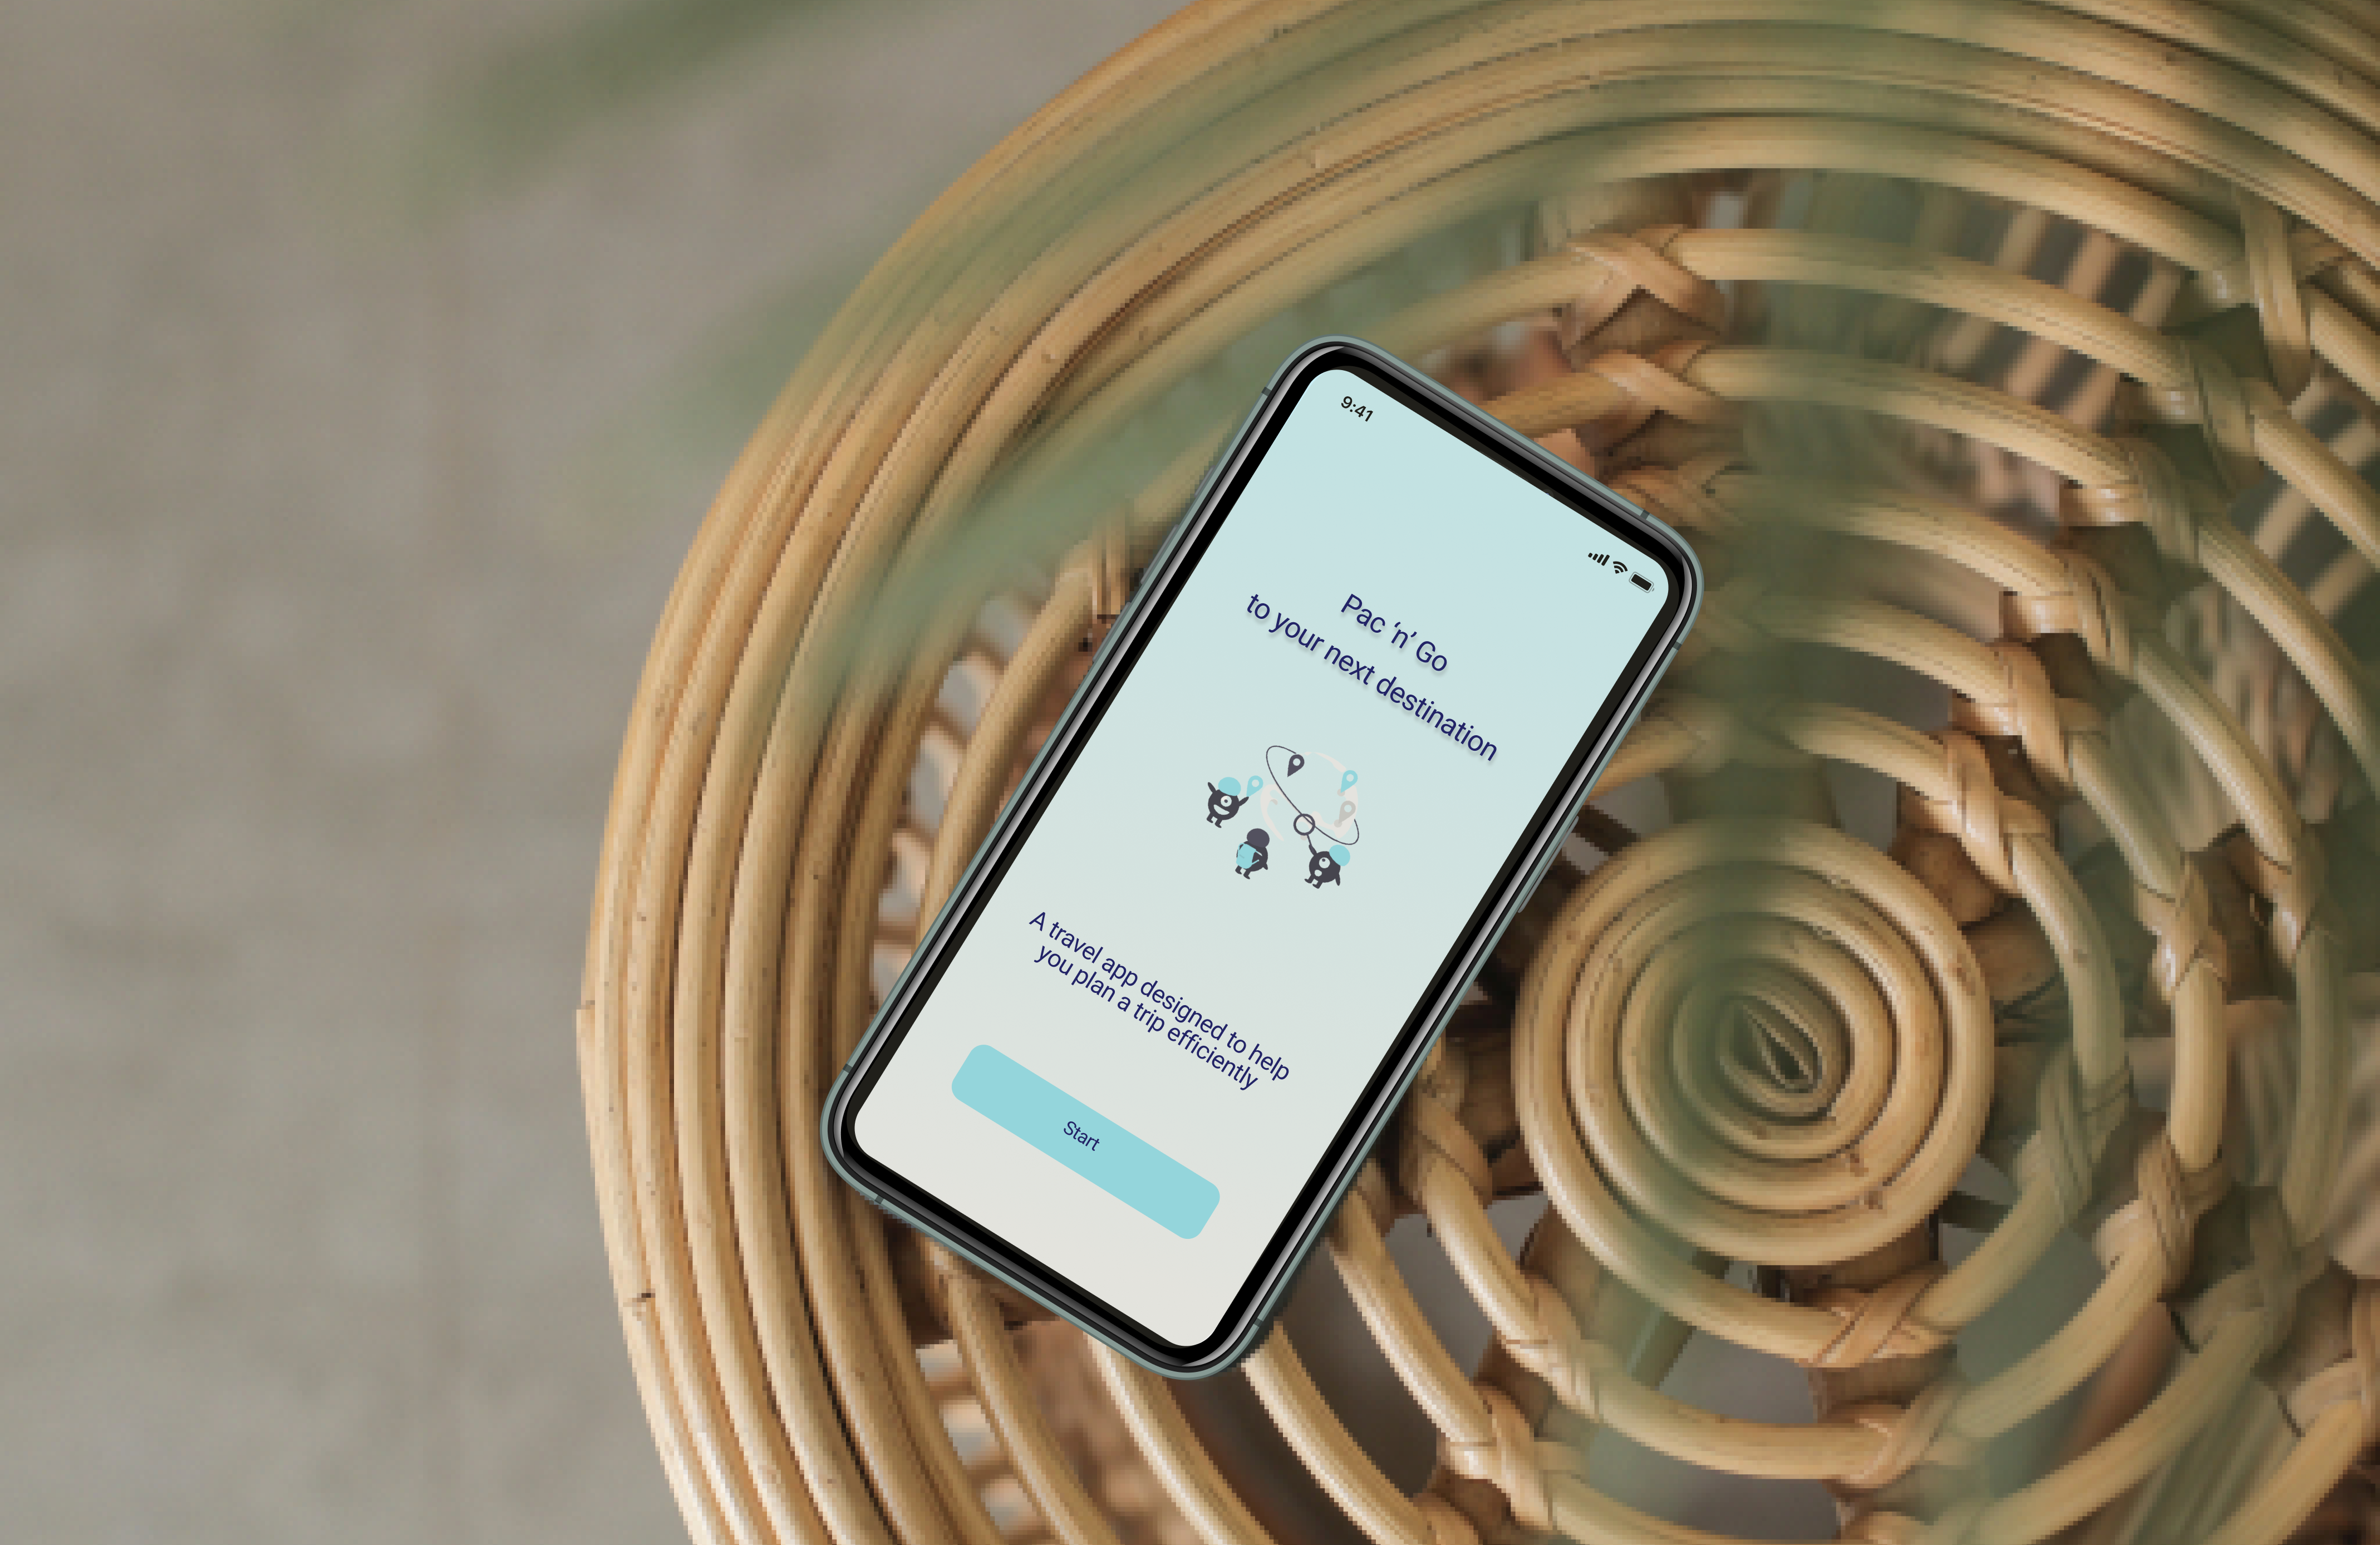 9:41
Pac ‘n’ Go
to your next destination
A travel app designed to help
you plan a trip efficiently
Start